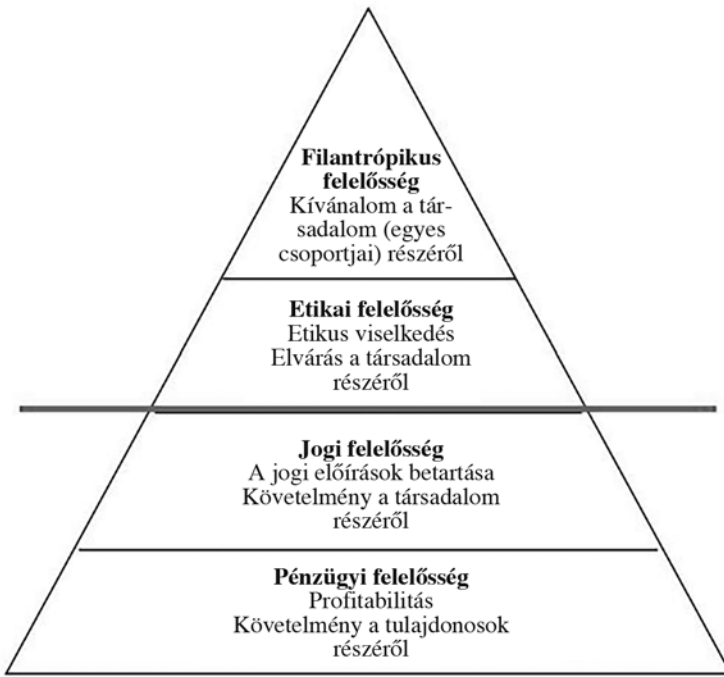 Filantrópikus
felelősség
Kívánalom a tár-
sadalom (egyes
csoportjai) részéről
Etikai felelősség
Etikus viselkedés
Elvárás a társadalom
részéről
Jogi felelősség
A jogi előírások betartása
Követelmény a társadalom
részéről
Pénzügyi felelősség
Profitabilitás
Követelmény a tulajdonosok
részéről